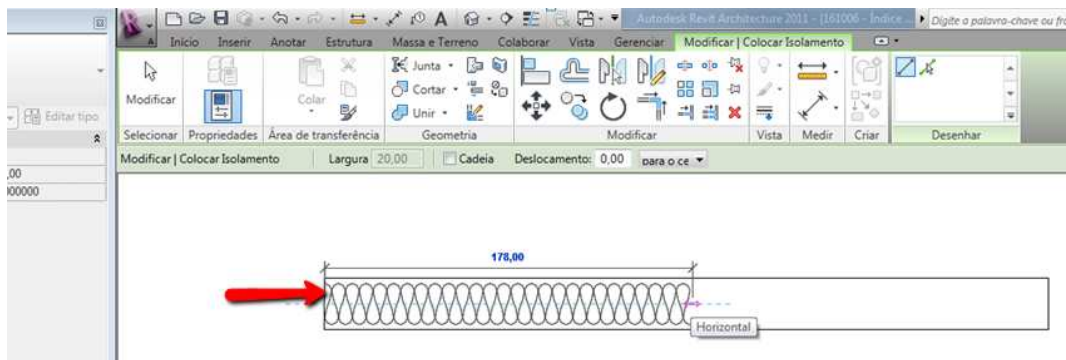 Autodesk Revit Architecture 2011 - [161006 - Índice ...
Digite a palavra-chave ou fra
Início Inserir Anotar Estrutura Massa e Terreno Colaborar Vista Gerenciar Modificar | Colocar Isolamento
Modificar
Colar
Junta
Cortar
Unir
Editar tipo
Selecionar Propriedades Área de transferência Geometria Modificar Vista Medir Criar Desenhar
Modificar | Colocar Isolamento Largura 20,00 Cadeia Deslocamento: 0,00 para o ce
,00
000000
178,00
Horizontal